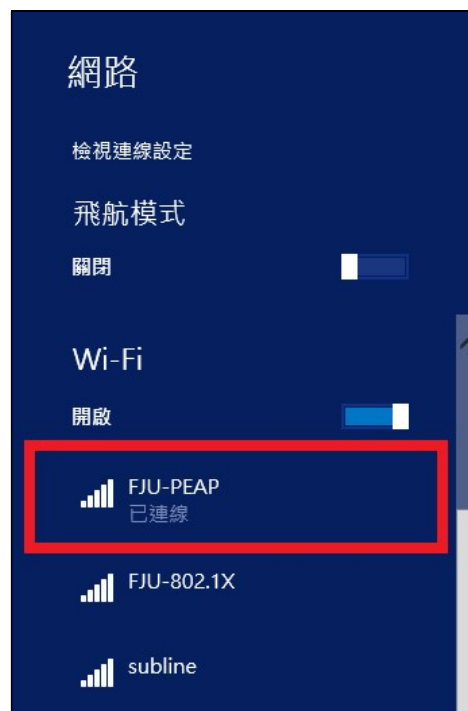 網路
檢視連線設定
飛航模式
關閉
Wi-Fi
開啟
FJU-PEAP
已連線
FJU-802.1X
subline